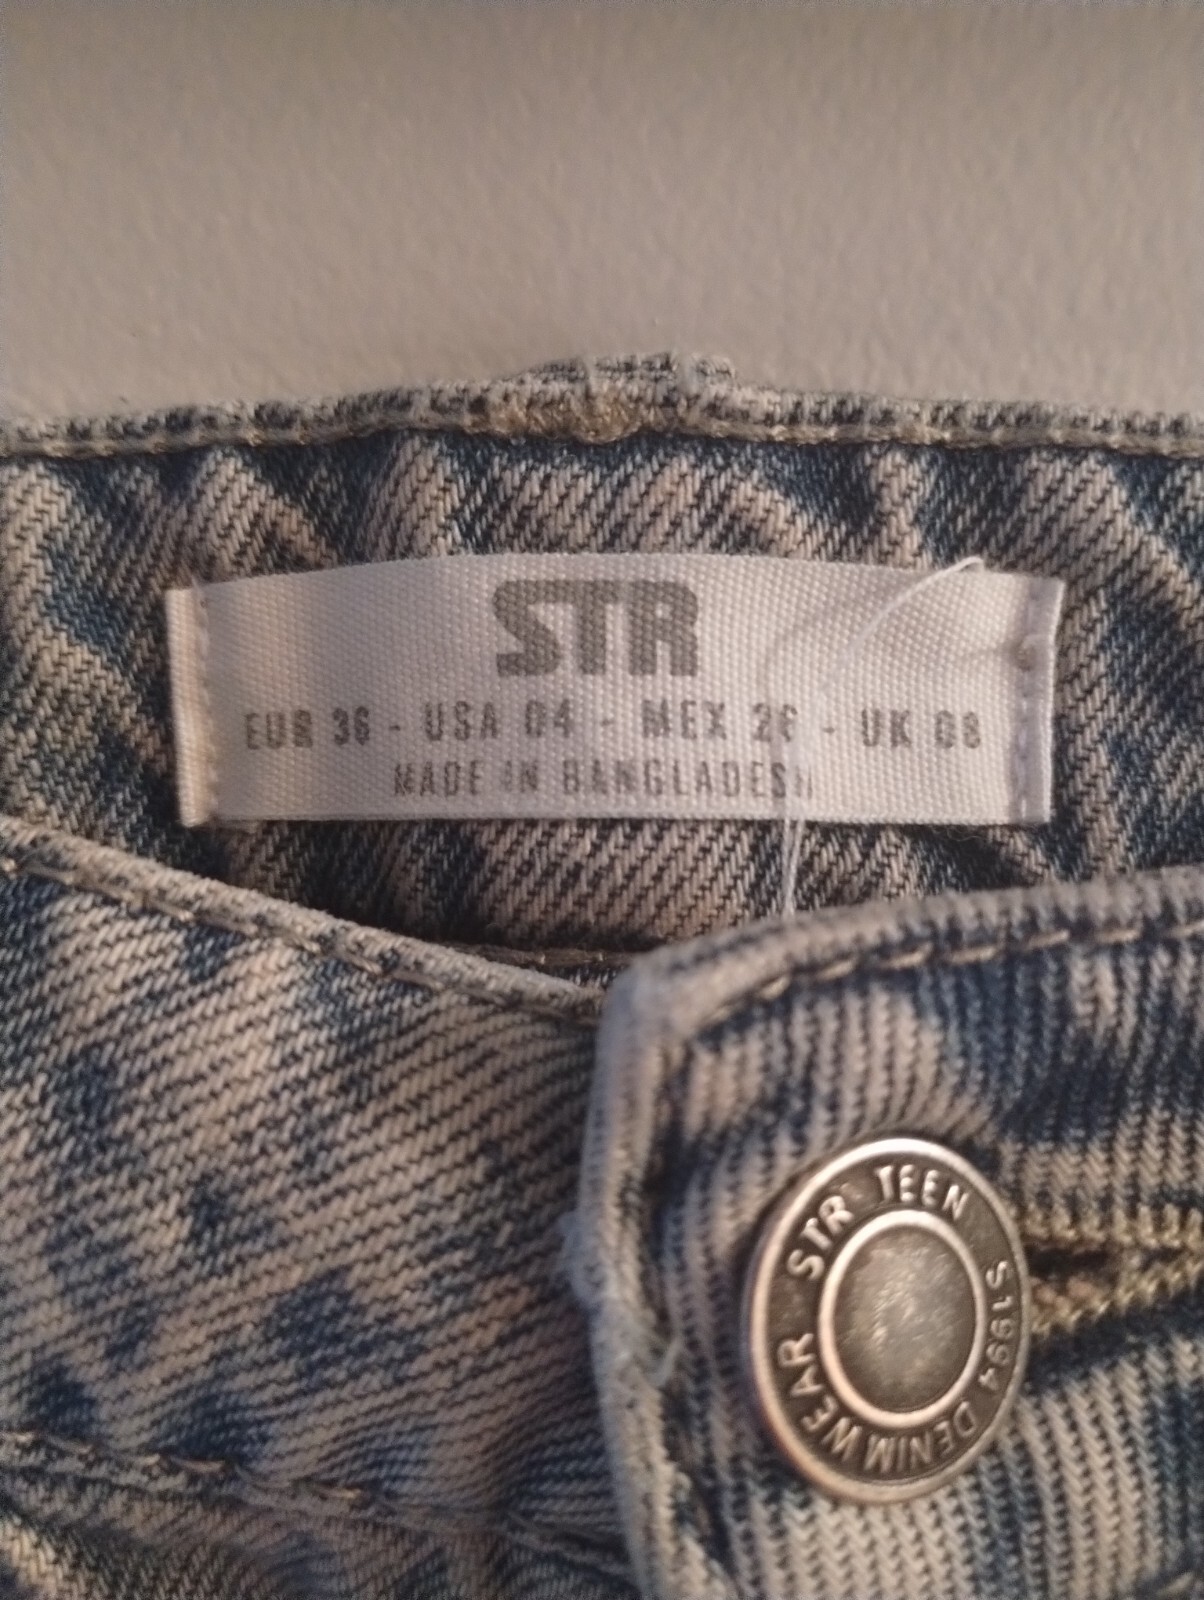 STR
EUR 36 - USA 04 - MEX 26 - UK 08
MADE IN BANGLADESH
STR TEEN S1994 DENIM WEAR